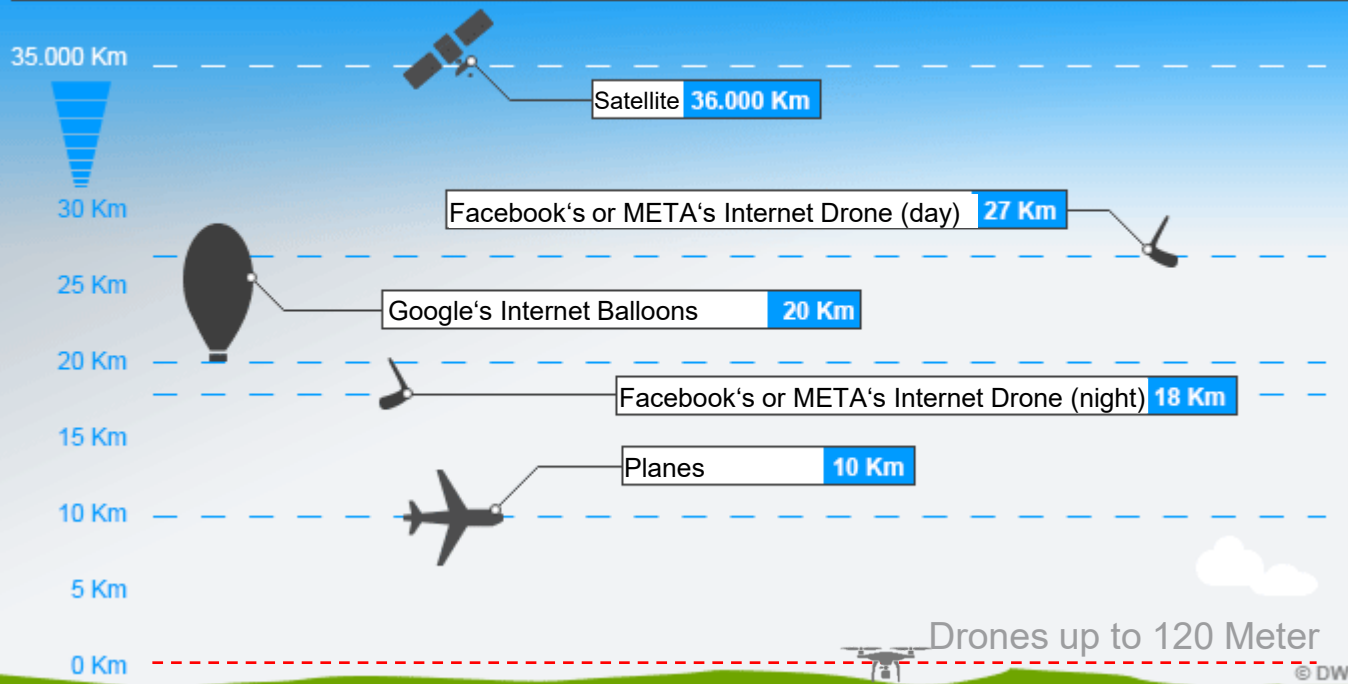 35.000 Km
Satellite 36.000 Km
30 Km
Facebook‘s or META‘s Internet Drone (day) 27 Km
25 Km
Google‘s Internet Balloons 20 Km
20 Km
Facebook‘s or META‘s Internet Drone (night) 18 Km
15 Km
Planes 10 Km
10 Km
5 Km
Drones up to 120 Meter
0 Km
© DW